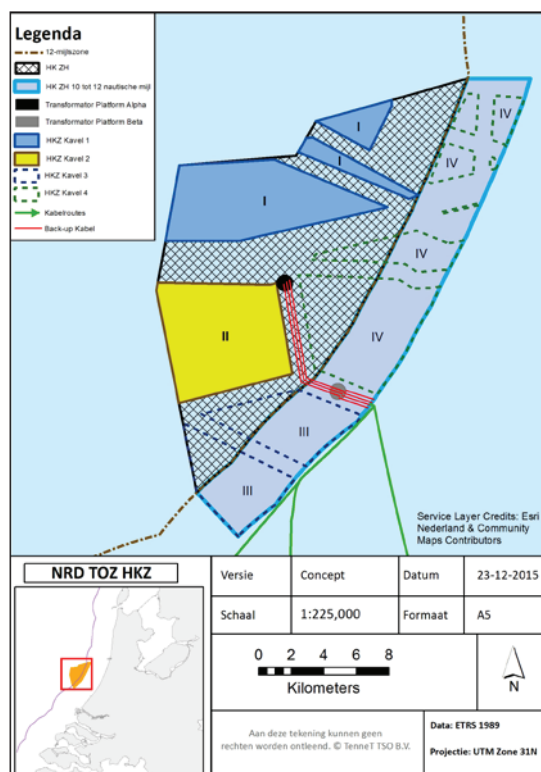 Legenda
12-mijlszone
HK ZH
HK ZH 10 tot 12 nautische mijl
Transformator Platform Alpha
Transformator Platform Beta
HKZ Kavel 1
HKZ Kavel 2
HKZ Kavel 3
HKZ Kavel 4
Kabelroutes
Back-up Kabel
I
IV
I
IV
I
IV
II
IV
III
III
Service Layer Credits: Esri
Nederland & Community
Maps Contributors
NRD TOZ HKZ
Versie Concept Datum 23-12-2015
Schaal 1:225,000 Formaat A5
0 2 4 6 8
Kilometers
N
Aan deze tekening kunnen geen
rechten worden ontleend. © TenneT TSO B.V.
Data: ETRS 1989
Projectie: UTM Zone 31N